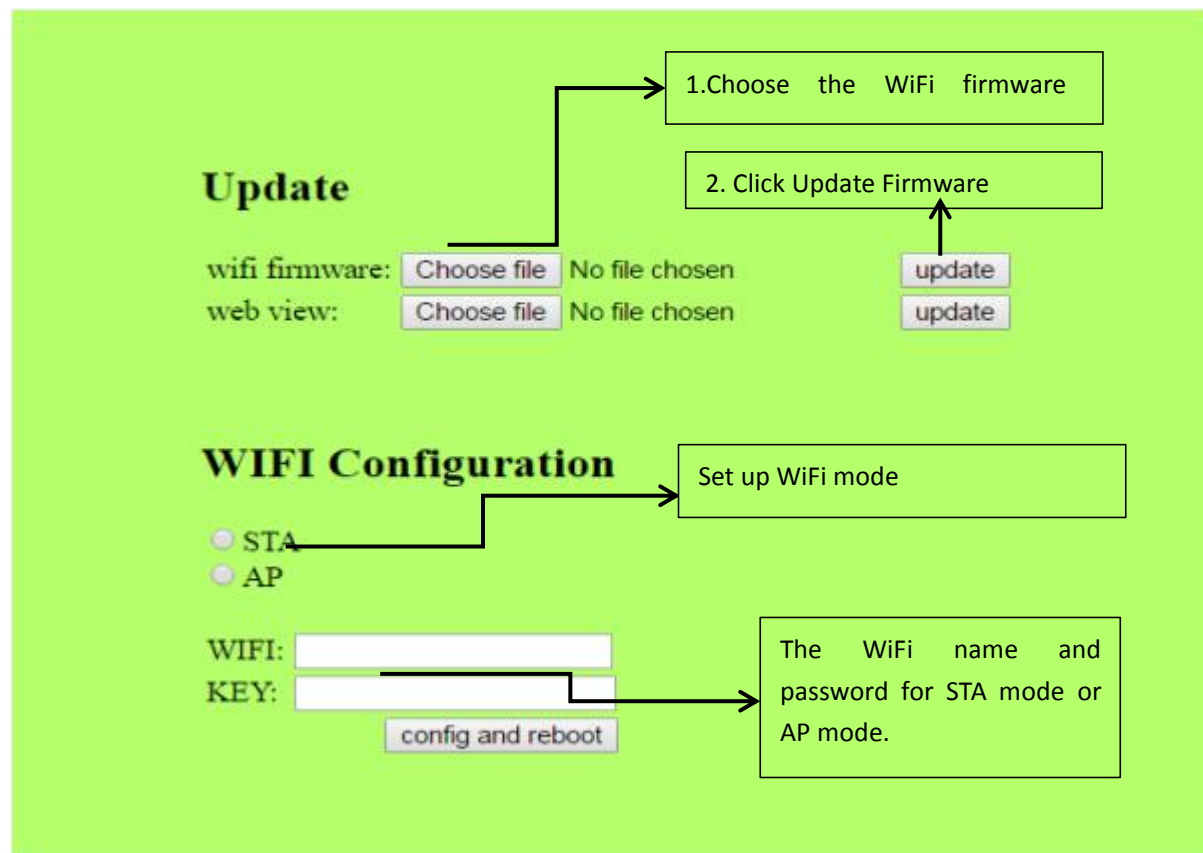 1.Choose the WiFi firmware
Update
2. Click Update Firmware
wifi firmware: Choose file No file chosen update
web view: Choose file No file chosen update
WIFI Configuration
Set up WiFi mode
STA
AP
WIFI:
KEY:
config and reboot
The WiFi name and
password for STA mode or
AP mode.